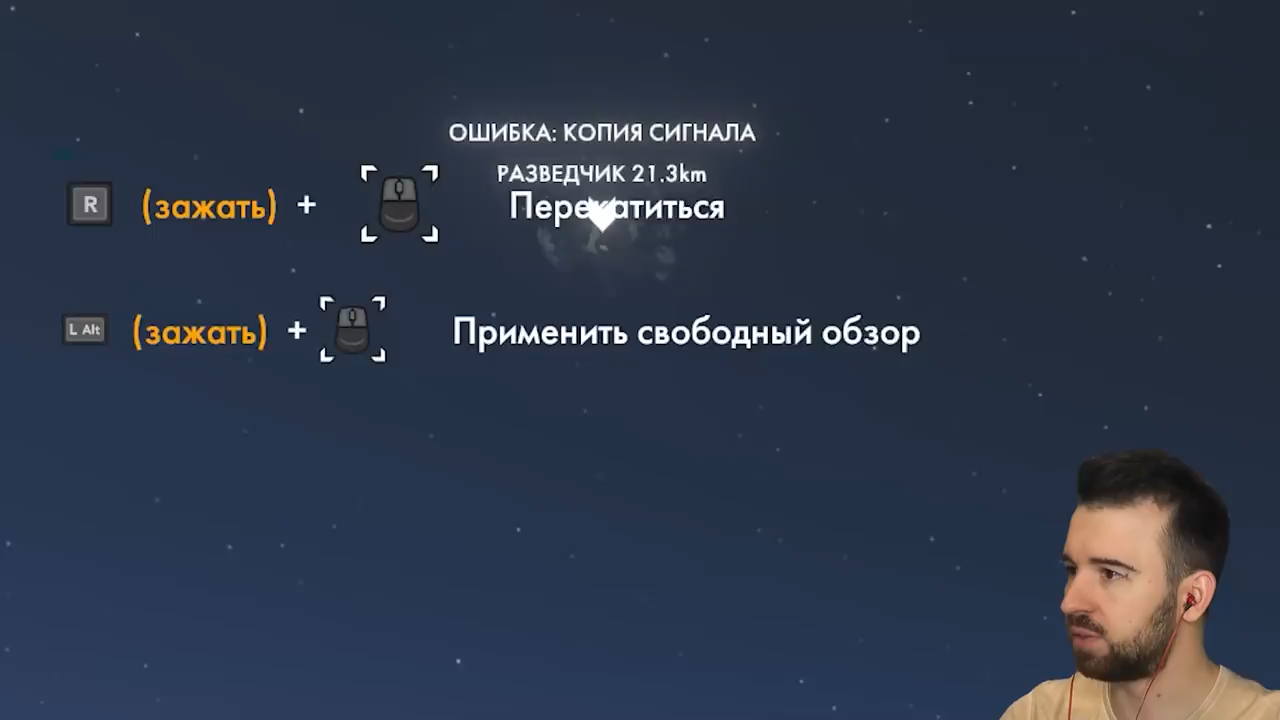 ОШИБКА: КОПИЯ СИГНАЛА
РАЗВЕДЧИК 21.3km
R (зажать) + Перекатиться
L Alt (зажать) + Применить свободный обзор